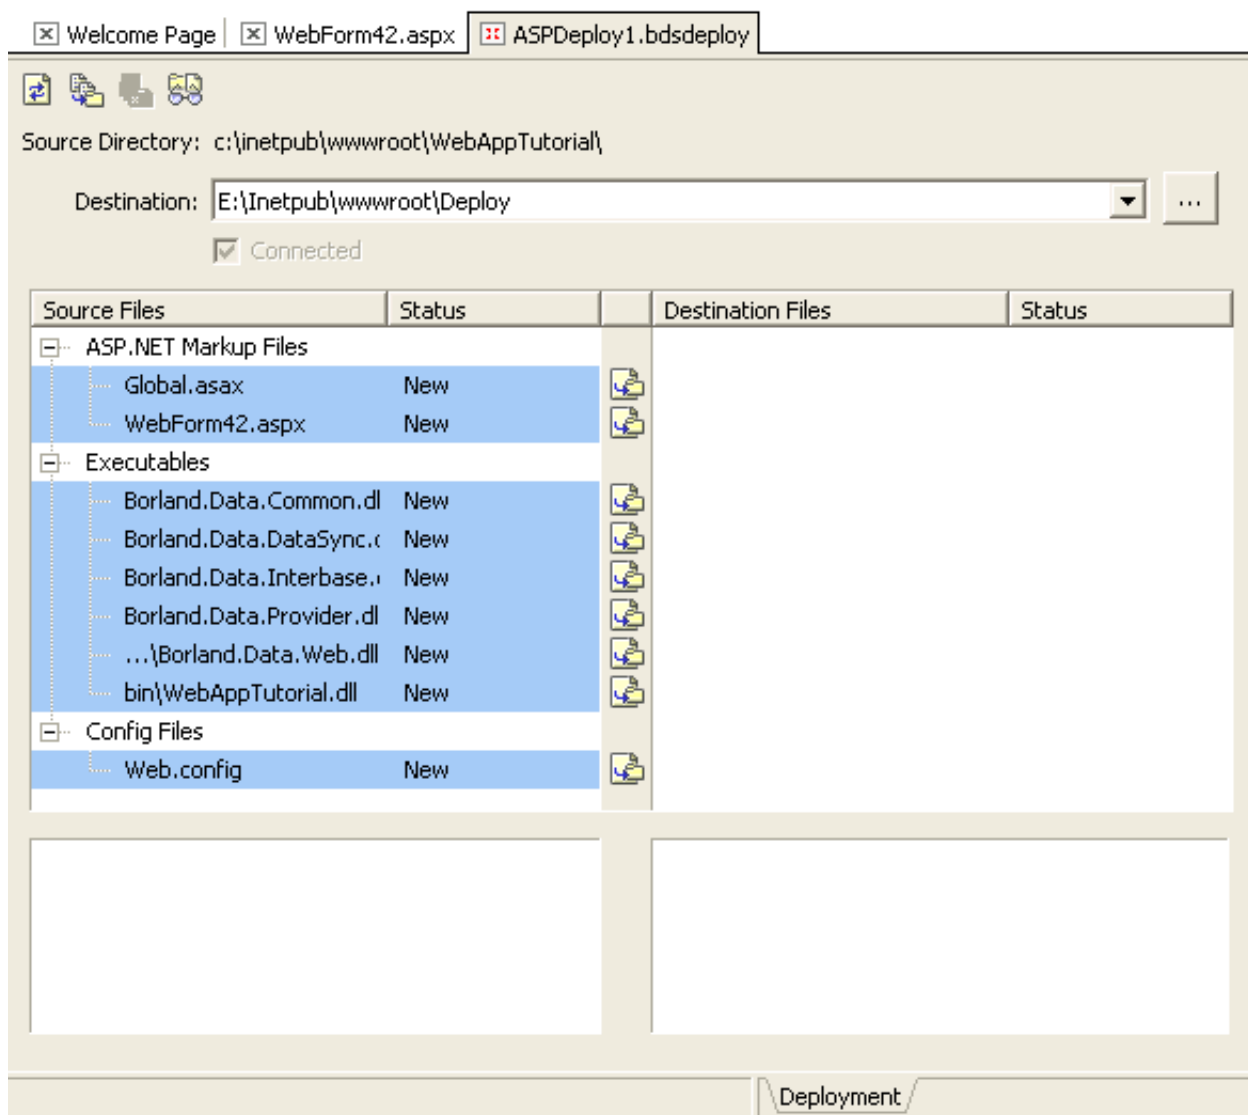 Welcome Page WebForm42.aspx ASPDeploy1.bdsdeploy
Source Directory: c:\inetpub\wwwroot\WebAppTutorial\
Destination: E:\Inetpub\wwwroot\Deploy ...
Connected
Source Files Status Destination Files Status
ASP.NET Markup Files
Global.asax New
WebForm42.aspx New
Executables
Borland.Data.Common.dl New
Borland.Data.DataSync. New
Borland.Data.Interbase. New
Borland.Data.Provider.dl New
...\Borland.Data.Web.dll New
bin\WebAppTutorial.dll New
Config Files
Web.config New
Deployment